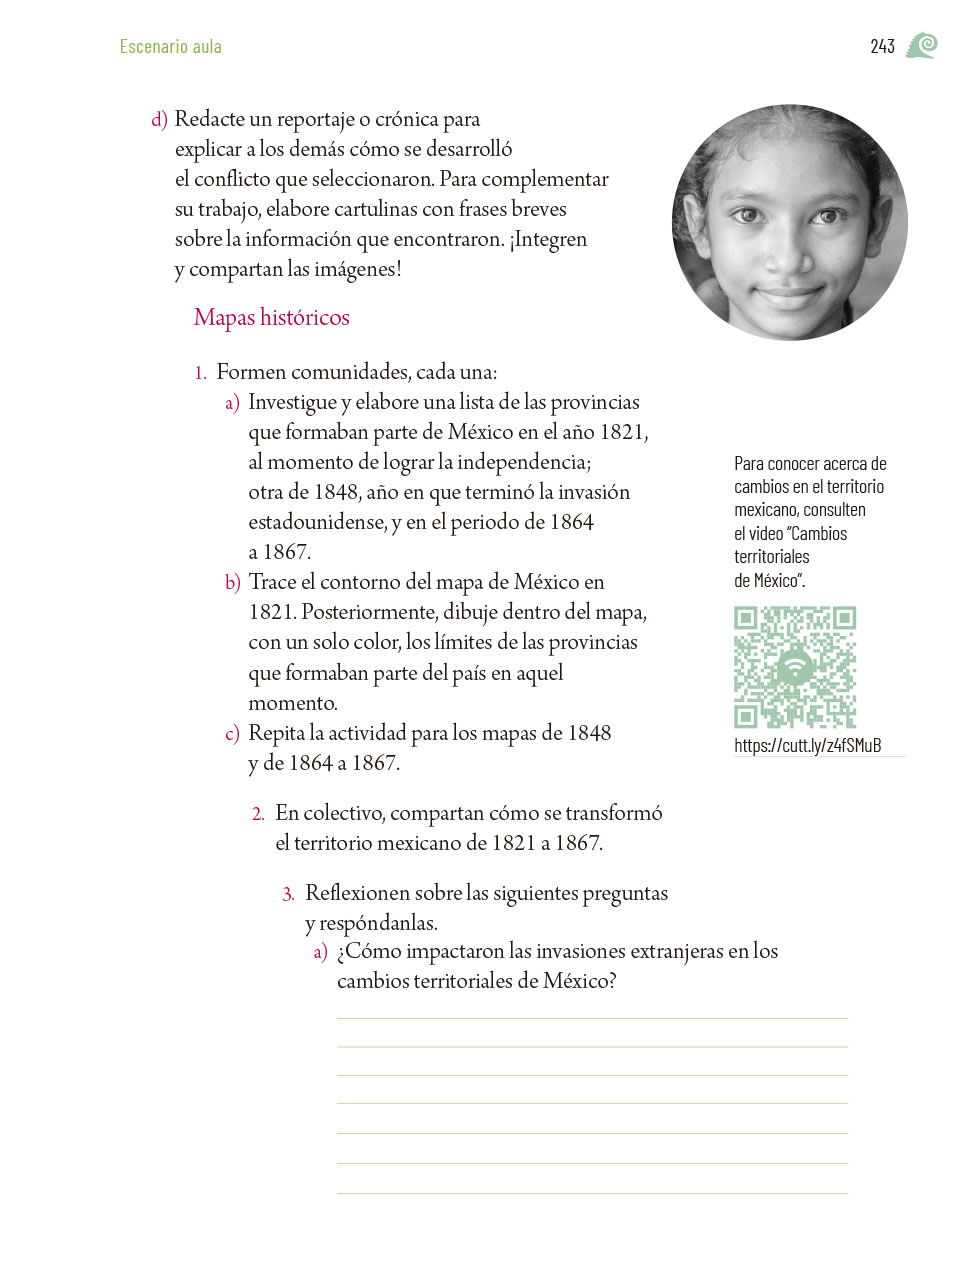 Escenario aula
243
d) Redacte un reportaje o crónica para
explicar a los demás cómo se desarrolló
el conflicto que seleccionaron. Para complementar
su trabajo, elabore cartulinas con frases breves
sobre la información que encontraron. ¡Integren
y compartan las imágenes!
Mapas históricos
1. Formen comunidades, cada una:
a) Investigue y elabore una lista de las provincias
que formaban parte de México en el año 1821,
al momento de lograr la independencia;
otra de 1848, año en que terminó la invasión
estadounidense, y en el periodo de 1864
a 1867.
b) Trace el contorno del mapa de México en
1821. Posteriormente, dibuje dentro del mapa,
con un solo color, los límites de las provincias
que formaban parte del país en aquel
momento.
c) Repita la actividad para los mapas de 1848
y de 1864 a 1867.
Para conocer acerca de
cambios en el territorio
mexicano, consulten
el video “Cambios
territoriales
de México”.
https://cutt.ly/z4fSMuB
2. En colectivo, compartan cómo se transformó
el territorio mexicano de 1821 a 1867.
3. Reflexionen sobre las siguientes preguntas
y respóndanlas.
a) ¿Cómo impactaron las invasiones extranjeras en los
cambios territoriales de México?